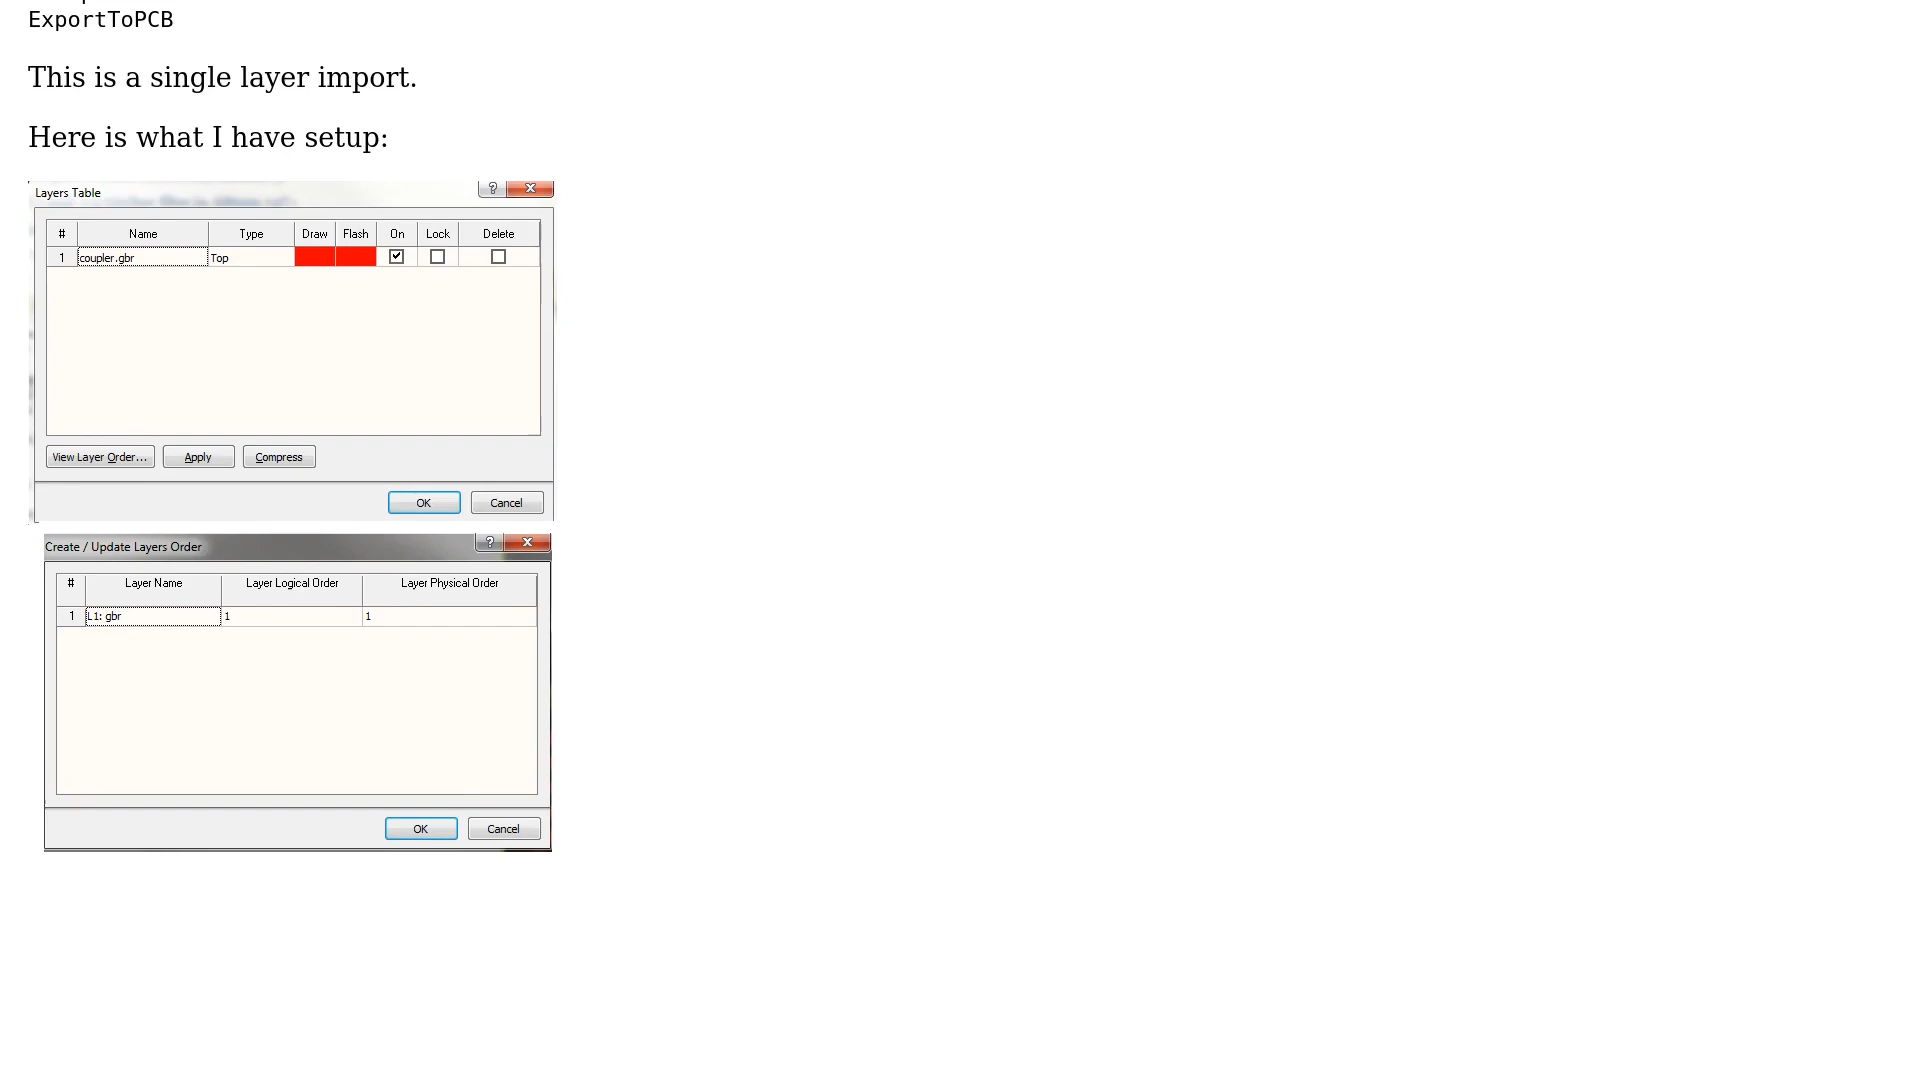 ExportToPCB
This is a single layer import.
Here is what I have setup:
Layers Table
# Name Type Draw Flash On Lock Delete
1 coupler.gbr Top
View Layer Order... Apply Compress
OK Cancel
Create / Update Layers Order
# Layer Name Layer Logical Order Layer Physical Order
1 L1: gbr 1 1
OK Cancel